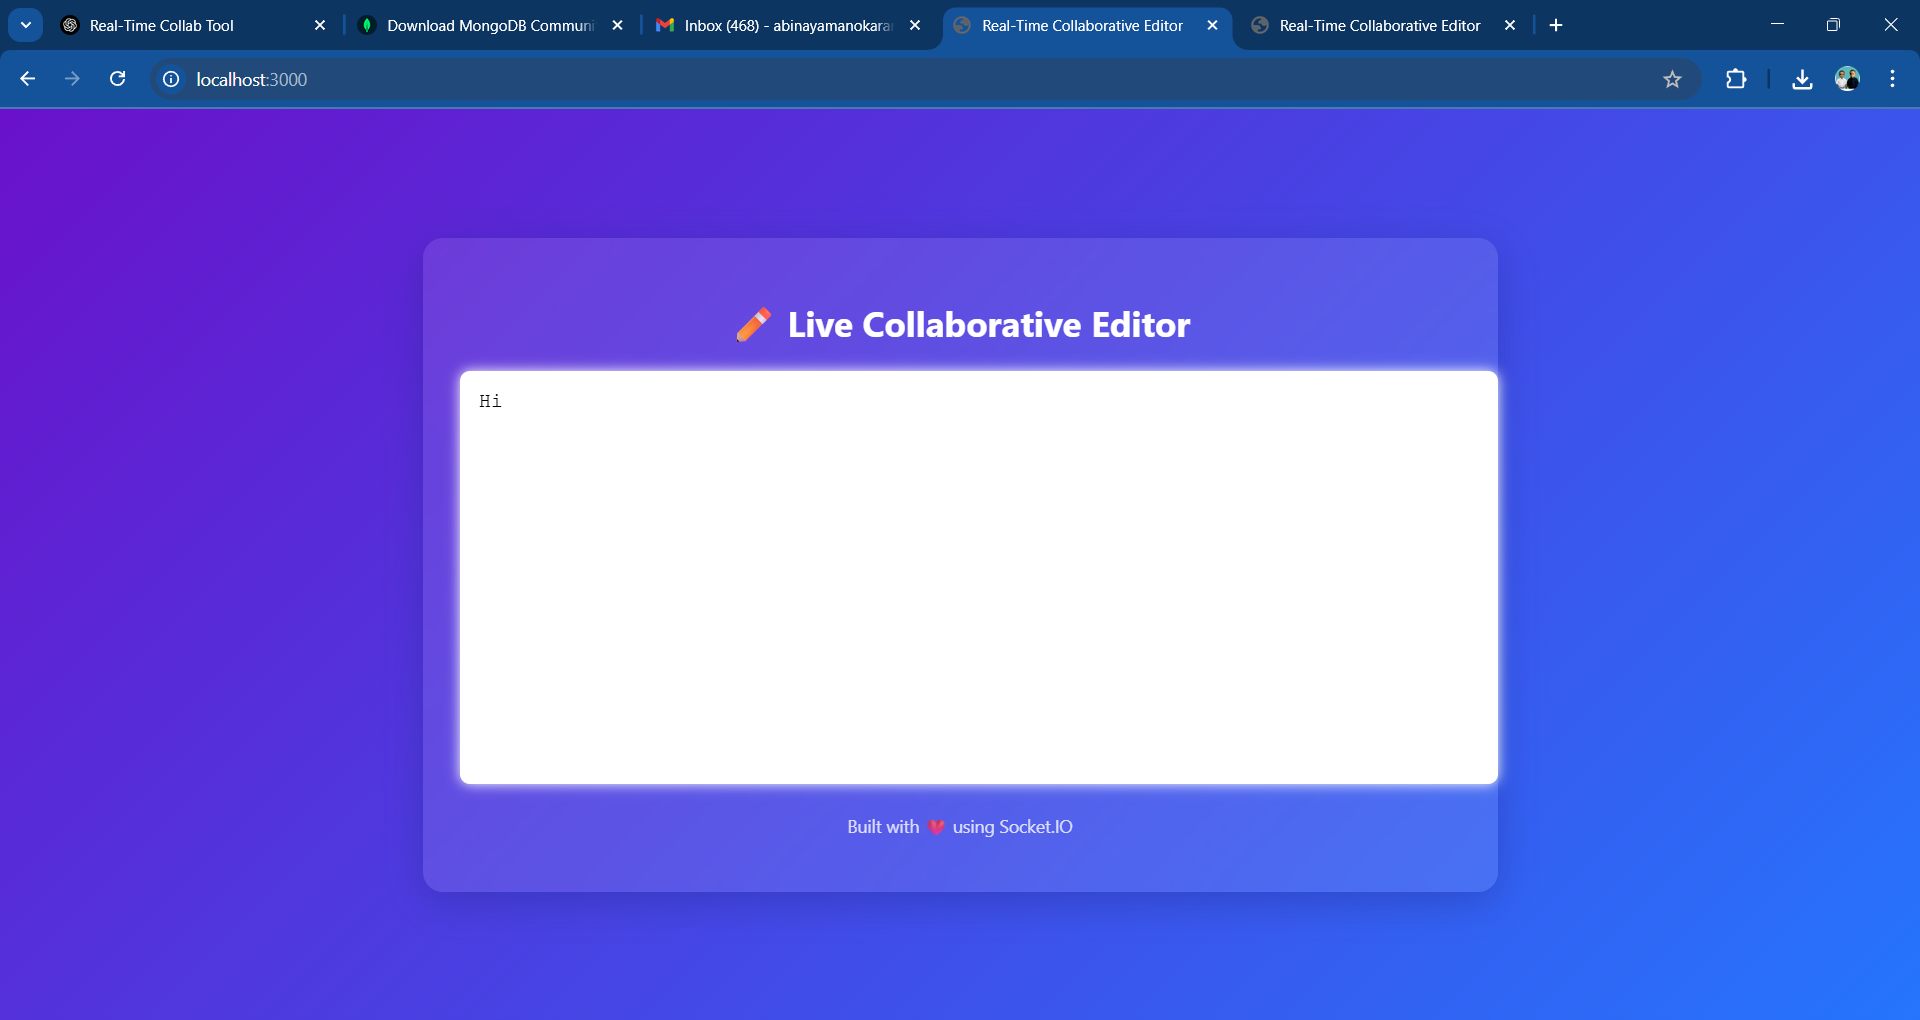 Real-Time Collab Tool
Download MongoDB Communi
Inbox (468) - abinayamanokara
Real-Time Collaborative Editor
Real-Time Collaborative Editor
localhost:3000
Live Collaborative Editor
Hi
Built with 💗 using Socket.IO